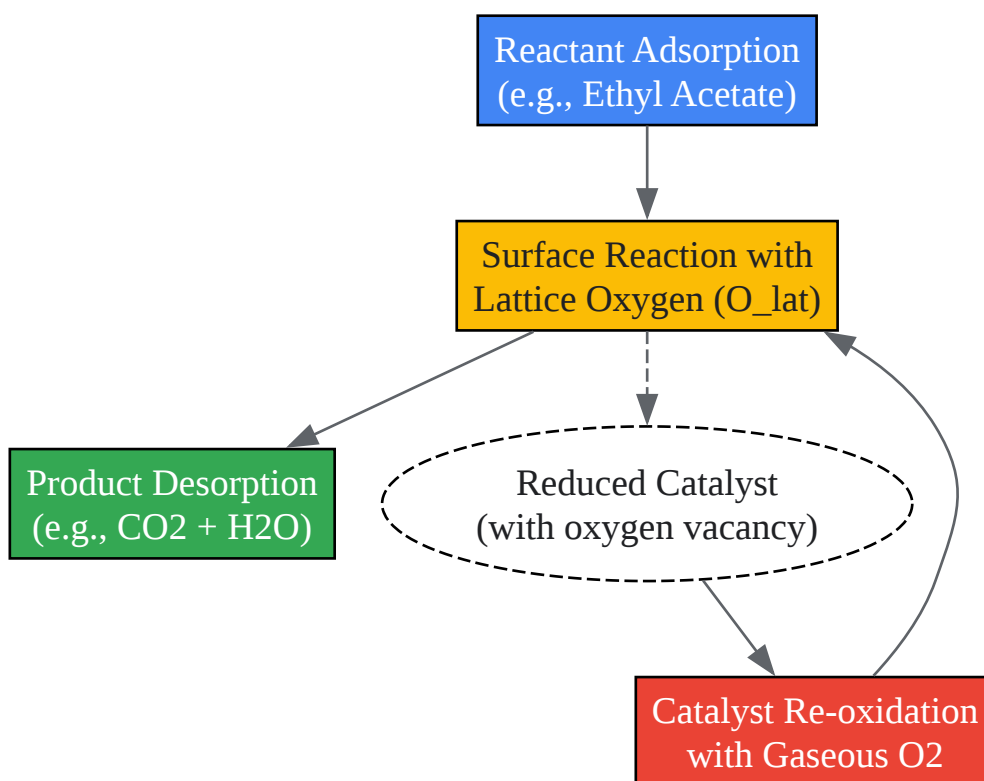 Reactant Adsorption
(e.g., Ethyl Acetate)
Surface Reaction with
Lattice Oxygen (O_lat)
Product Desorption
(e.g., CO2 + H2O)
Reduced Catalyst
(with oxygen vacancy)
Catalyst Re-oxidation
with Gaseous O2